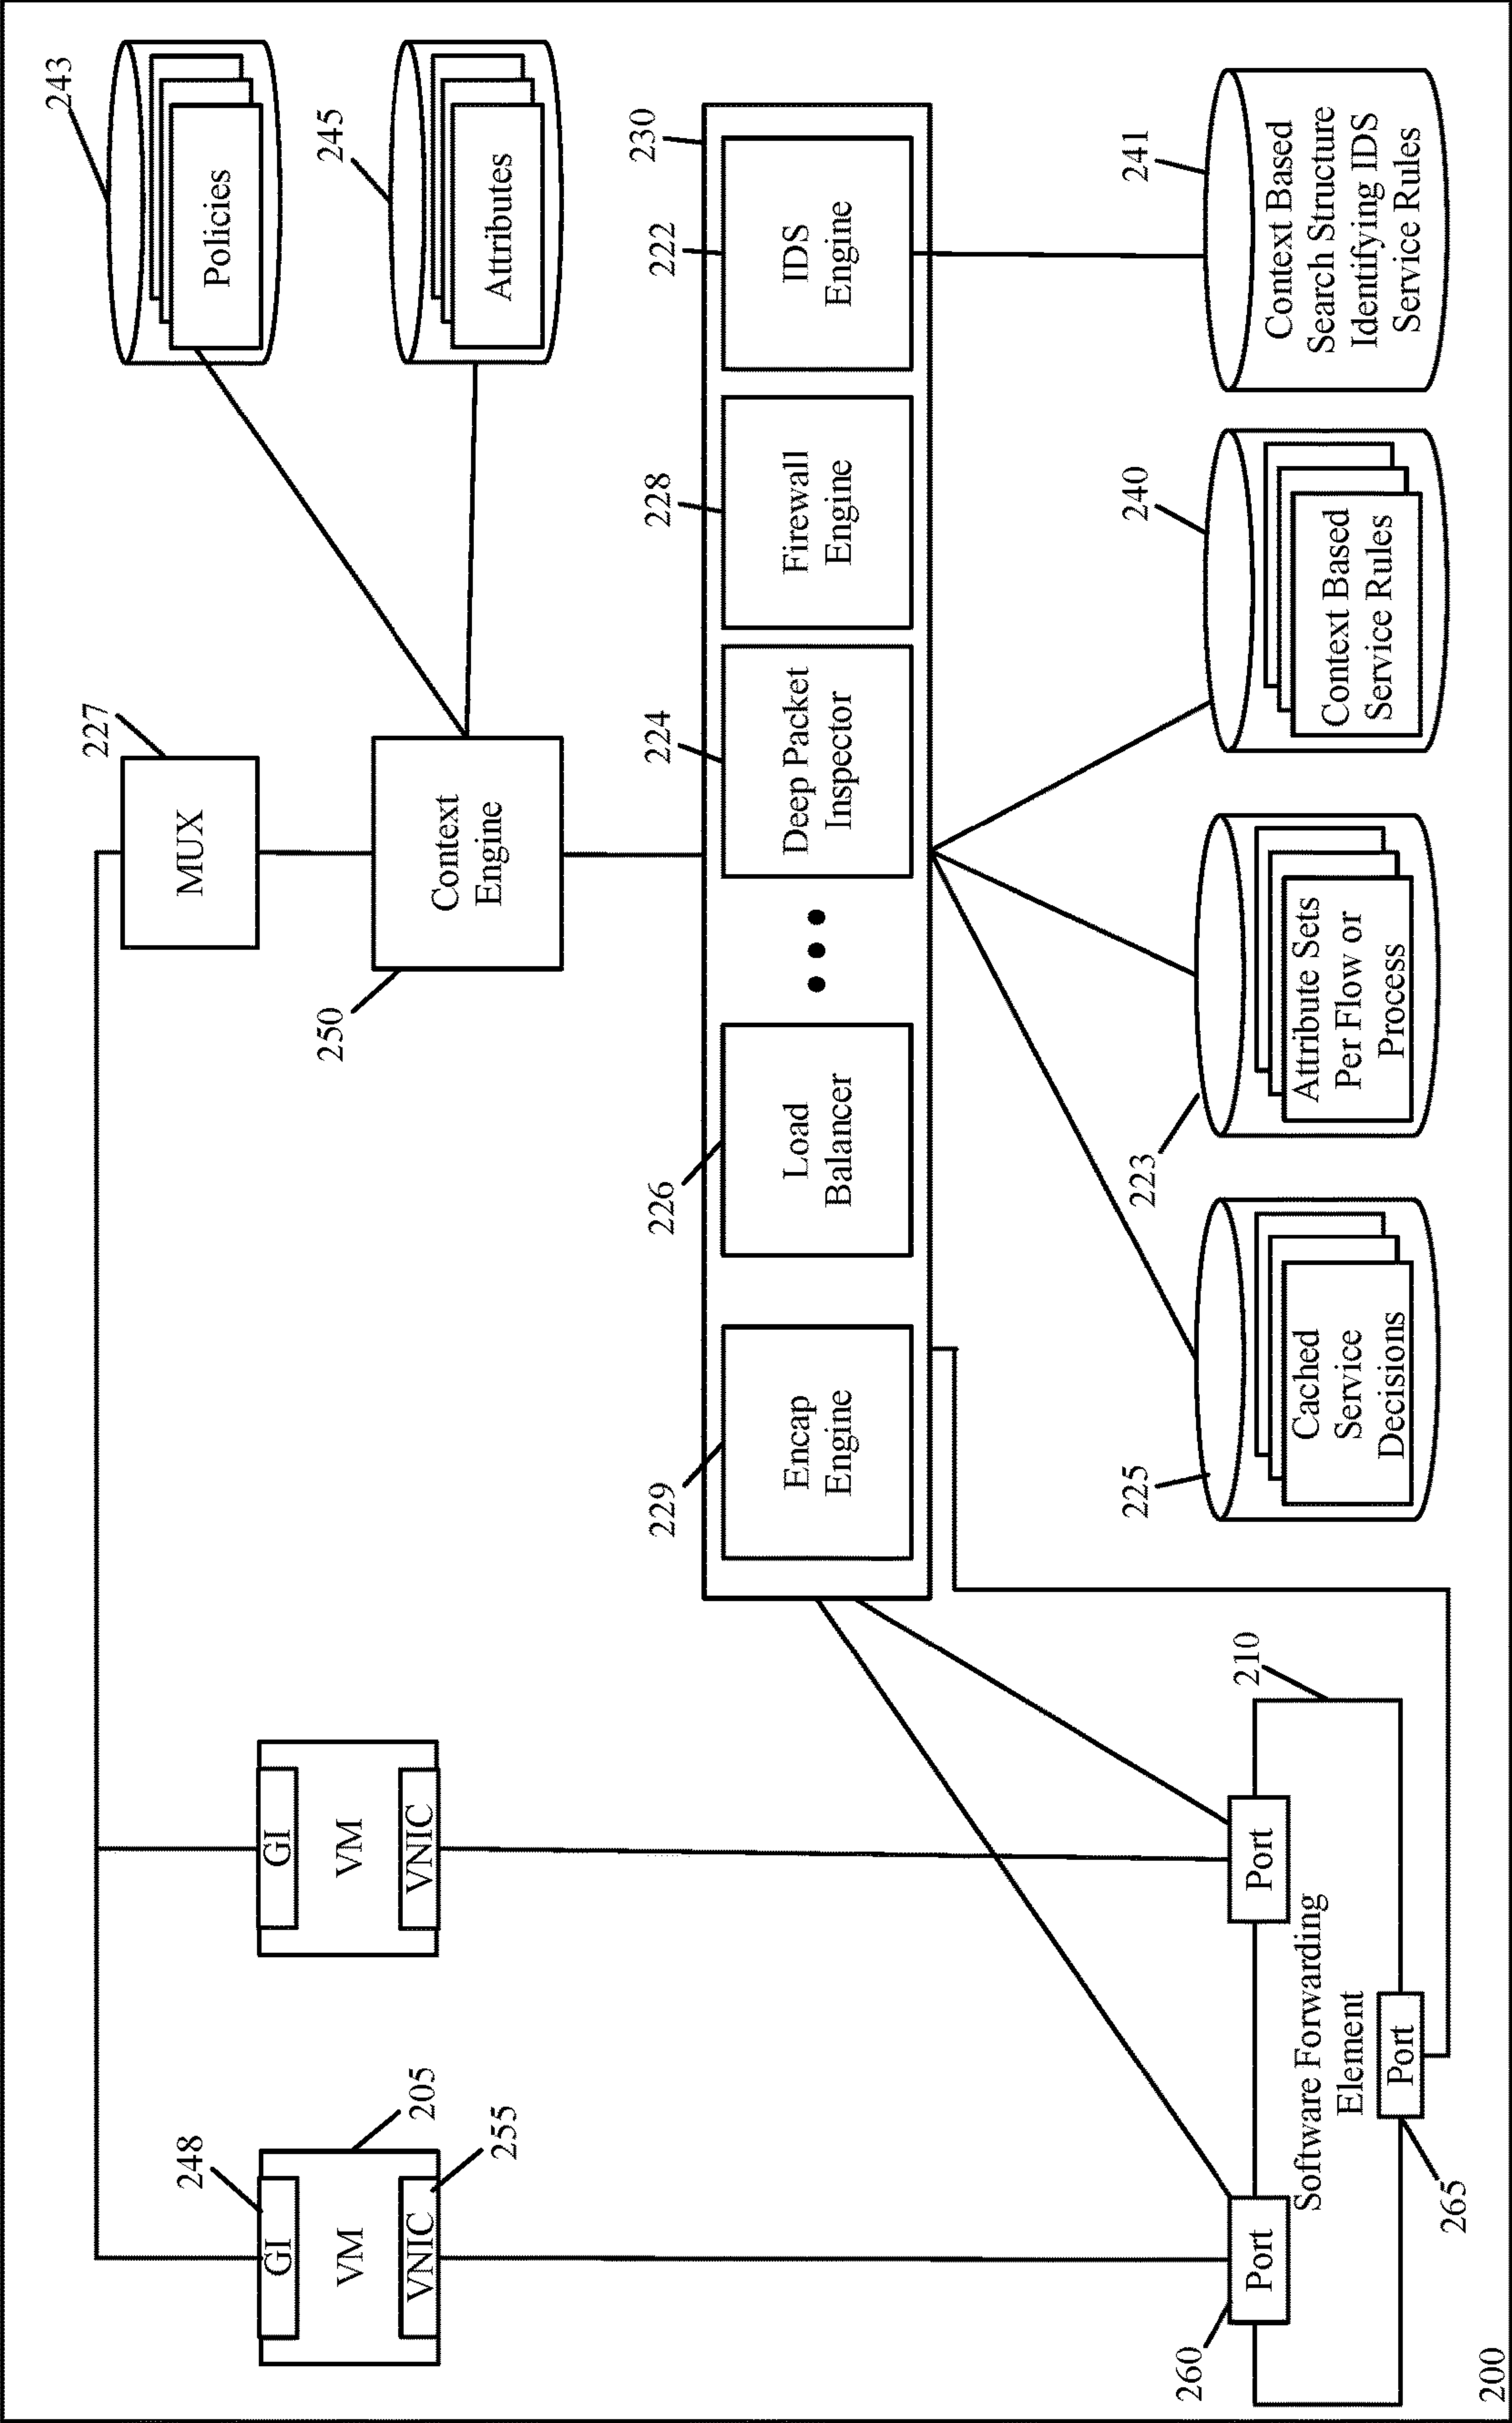 243
Policies
245
Attributes
227
MUX
Context
Engine
250
248
GI
VM
VNIC
205
255
GI
VM
VNIC
230
229
Encap
Engine
226
Load
Balancer
224
Deep Packet
Inspector
228
Firewall
Engine
222
IDS
Engine
260
Port
Port
210
Software Forwarding
Element
Port
265
225
Cached
Service
Decisions
223
Attribute Sets
Per Flow or
Process
240
Context Based
Service Rules
241
Context Based
Search Structure
Identifying IDS
Service Rules
200